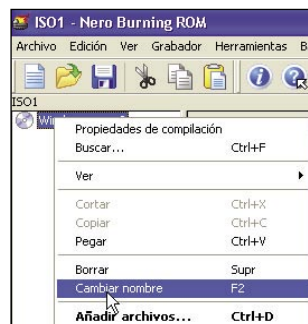 ISO1 - Nero Burning ROM
Archivo Edición Ver Grabador Herramientas
ISO1
Propiedades de compilación
Buscar... Ctrl+F
Ver
Cortar Ctrl+X
Copiar Ctrl+C
Pegar Ctrl+V
Borrar Supr
Cambiar nombre F2
Añadir archivos... Ctrl+D